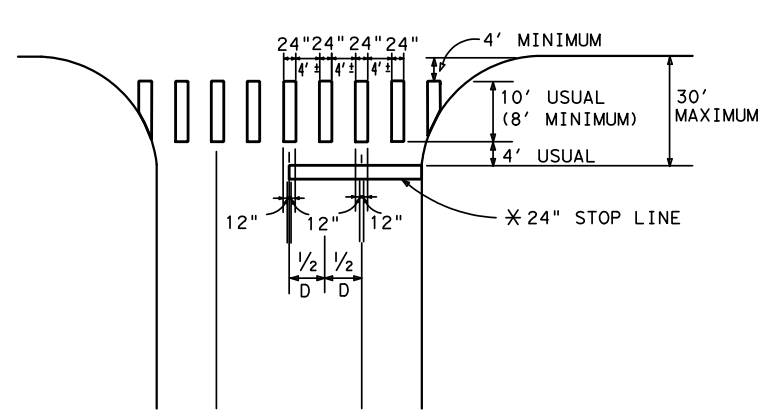 24" 24" 24" 24"
4' ± 4' ± 4' ±
4' MINIMUM
10' USUAL
(8' MINIMUM)
30'
MAXIMUM
4' USUAL
12" 12" 12"
* 24" STOP LINE
1/2 1/2
D D